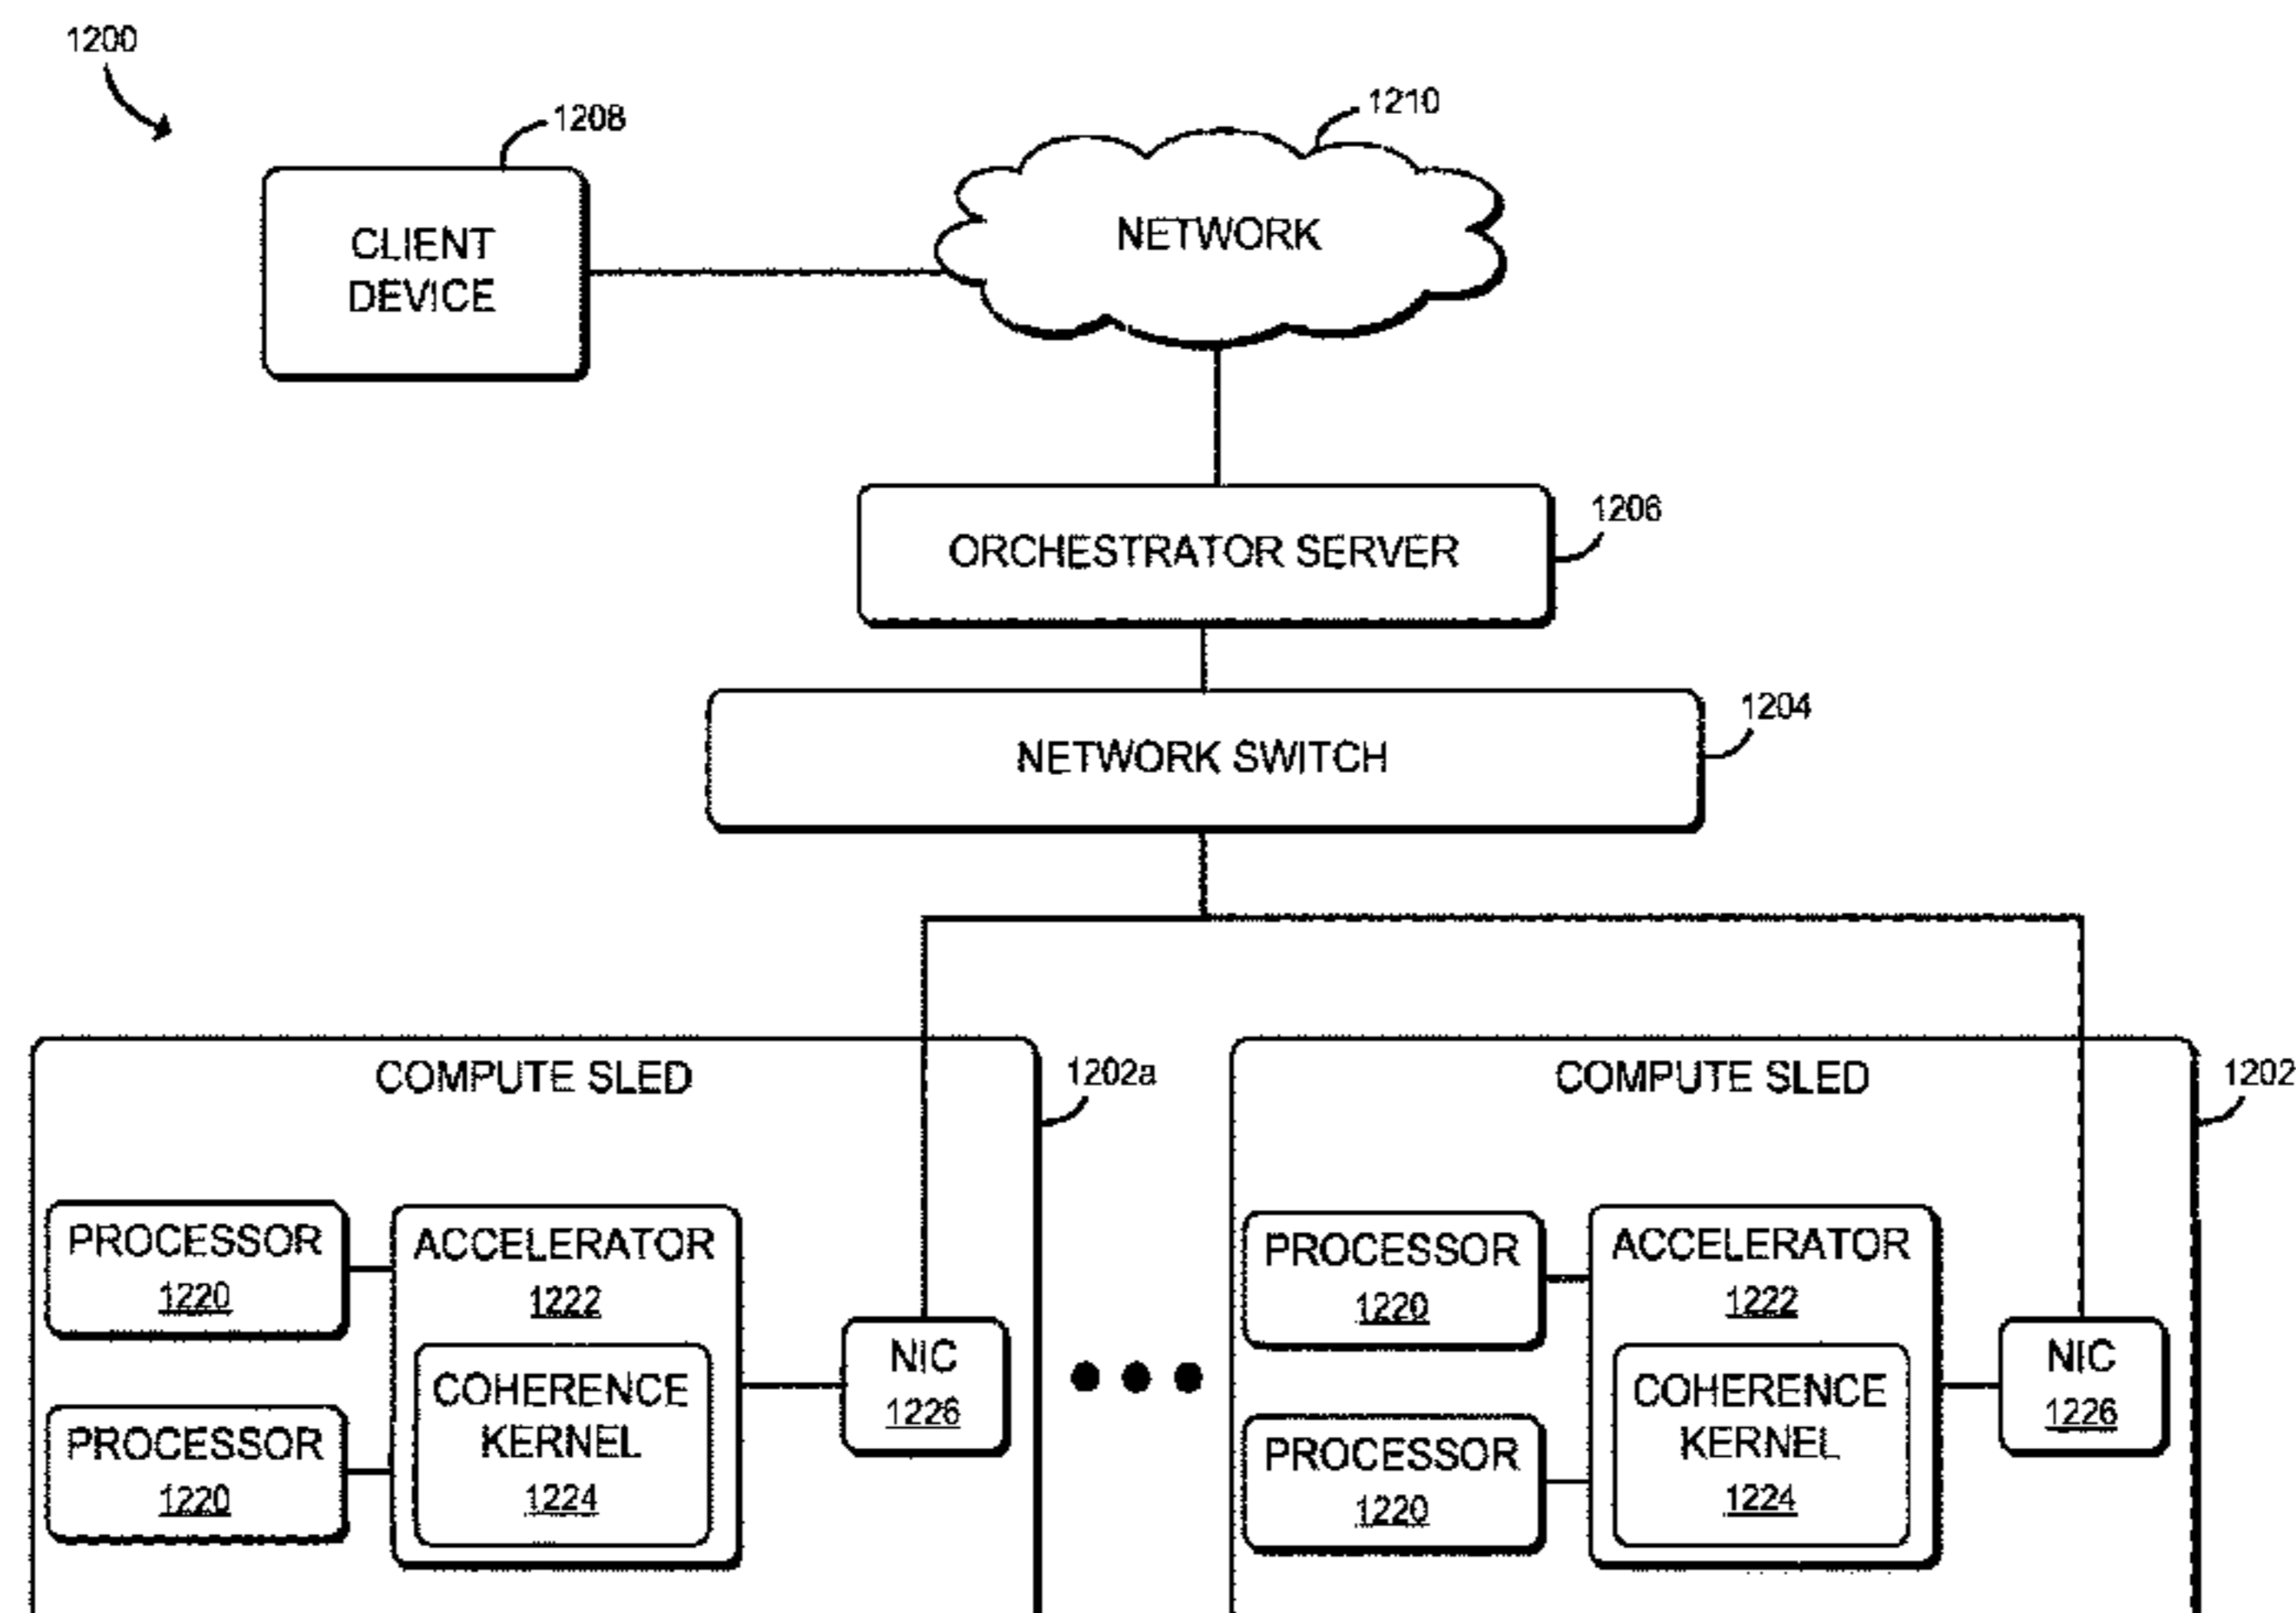 1200
1208
1210
CLIENT
DEVICE
NETWORK
1206
ORCHESTRATOR SERVER
1204
NETWORK SWITCH
COMPUTE SLED
1202a
PROCESSOR
1220
PROCESSOR
1220
ACCELERATOR
1222
COHERENCE
KERNEL
1224
NIC
1226
COMPUTE SLED
1202
PROCESSOR
1220
PROCESSOR
1220
ACCELERATOR
1222
COHERENCE
KERNEL
1224
NIC
1226